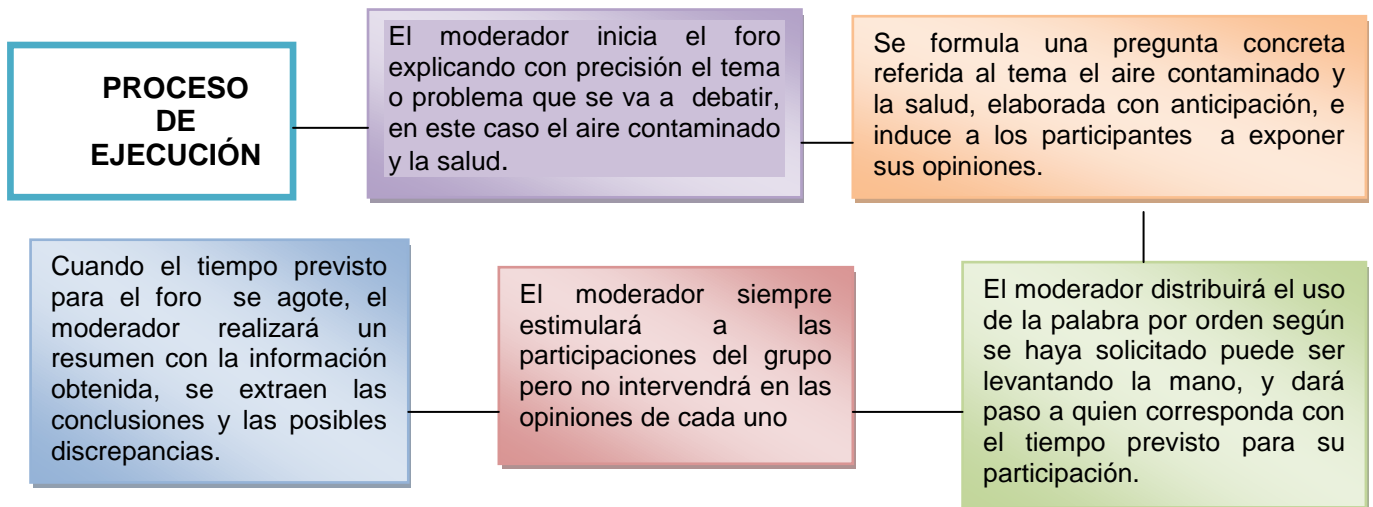 PROCESO
DE
EJECUCIÓN
El moderador inicia el foro
explicando con precisión el tema
o problema que se va a debatir,
en este caso el aire contaminado
y la salud.
Se formula una pregunta concreta
referida al tema el aire contaminado y
la salud, elaborada con anticipación, e
induce a los participantes a exponer
sus opiniones.
El moderador distribuirá el uso
de la palabra por orden según
se haya solicitado puede ser
levantando la mano, y dará
paso a quien corresponda con
el tiempo previsto para su
participación.
El moderador siempre
estimulará a las
participaciones del grupo
pero no intervendrá en las
opiniones de cada uno
Cuando el tiempo previsto
para el foro se agote, el
moderador realizará un
resumen con la información
obtenida, se extraen las
conclusiones y las posibles
discrepancias.